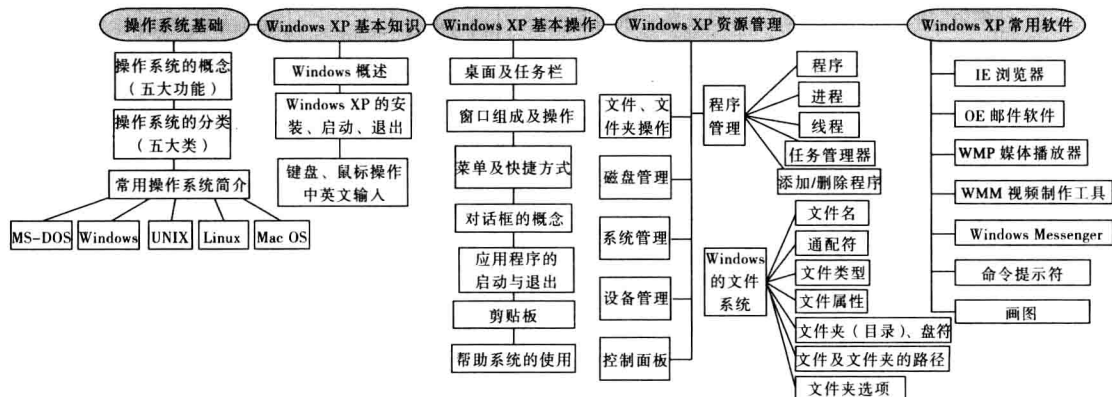 操作系统基础
Windows XP 基本知识
Windows XP 基本操作
Windows XP 资源管理
Windows XP 常用软件
操作系统的概念
（五大功能）
操作系统的分类
（五大类）
常用操作系统简介
MS-DOS
Windows
UNIX
Linux
Mac OS
Windows 概述
Windows XP 的安
装、启动、退出
键盘、鼠标操作
中英文输入
桌面及任务栏
窗口组成及操作
菜单及快捷方式
对话框的概念
应用程序的
启动与退出
剪贴板
帮助系统的使用
文件、文
件夹操作
磁盘管理
系统管理
设备管理
控制面板
程序
管理
程序
进程
线程
任务管理器
添加/删除程序
Windows
的文件
系统
文件名
通配符
文件类型
文件属性
文件夹（目录）、盘符
文件及文件夹的路径
文件夹选项
IE 浏览器
OE 邮件软件
WMP 媒体播放器
WMM 视频制作工具
Windows Messenger
命令提示符
画图